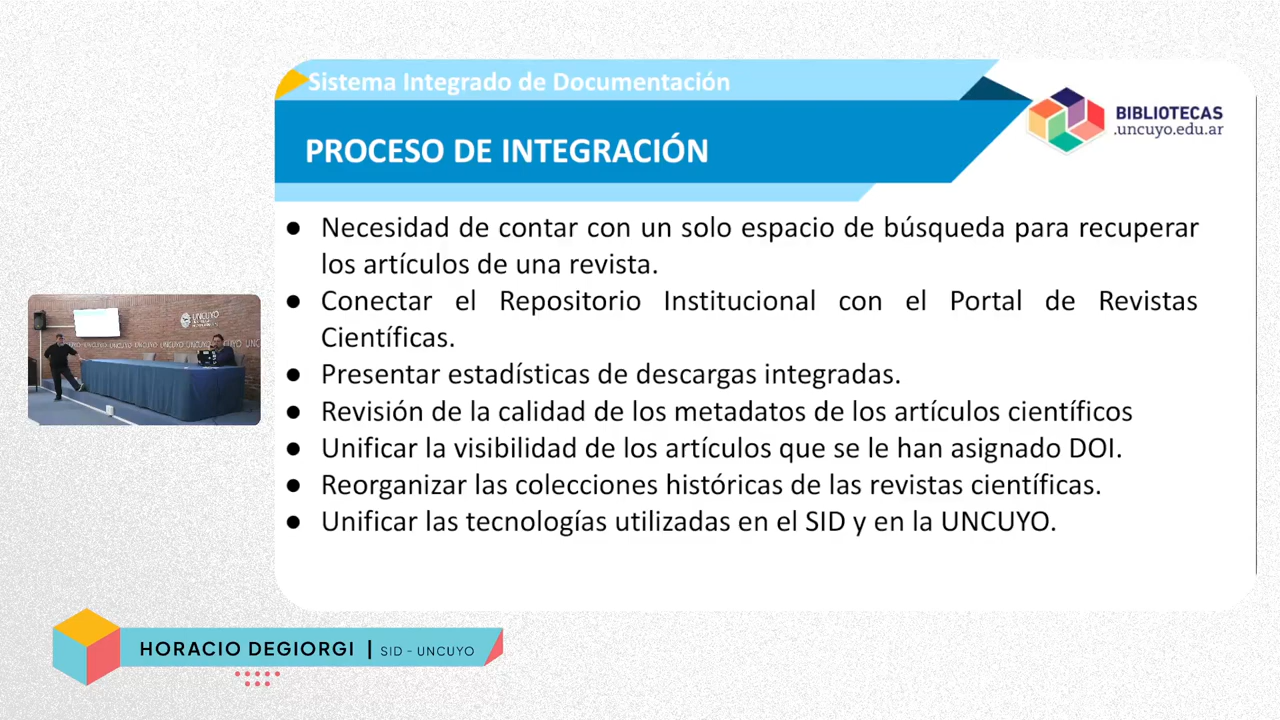 Sistema Integrado de Documentación
PROCESO DE INTEGRACIÓN
BIBLIOTECAS
.uncuyo.edu.ar
● Necesidad de contar con un solo espacio de búsqueda para recuperar
los artículos de una revista.
● Conectar el Repositorio Institucional con el Portal de Revistas
Científicas.
● Presentar estadísticas de descargas integradas.
● Revisión de la calidad de los metadatos de los artículos científicos
● Unificar la visibilidad de los artículos que se le han asignado DOI.
● Reorganizar las colecciones históricas de las revistas científicas.
● Unificar las tecnologías utilizadas en el SID y en la UNCUYO.
UNCUYO
HORACIO DEGIORGI | SID - UNCUYO